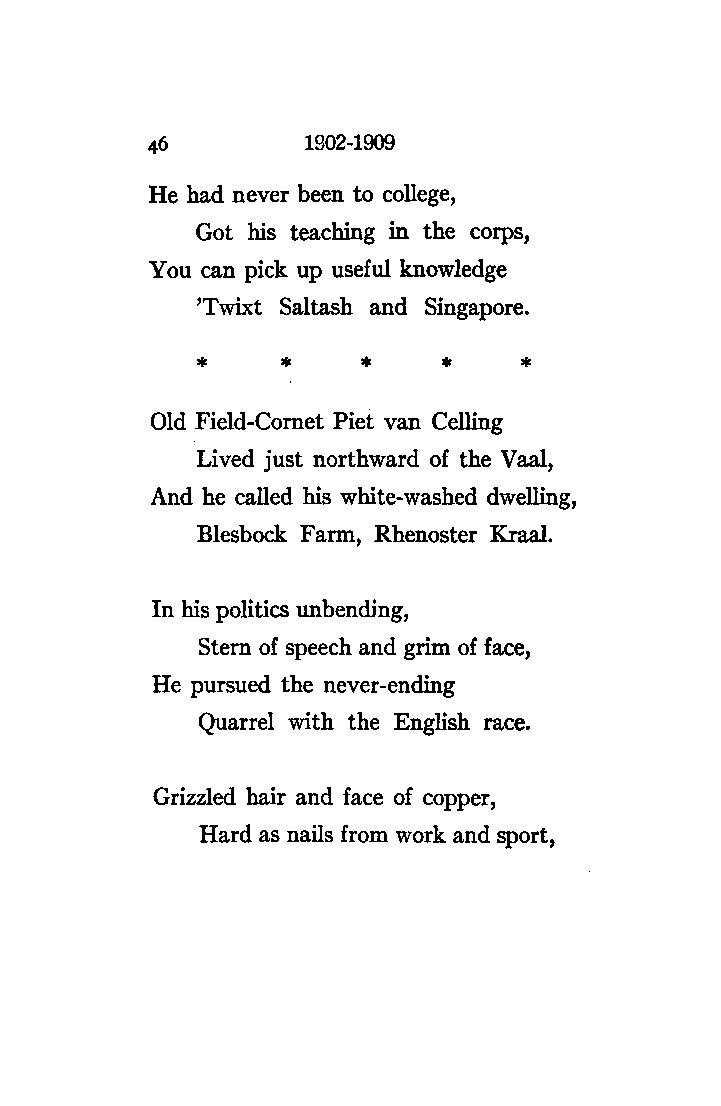 46 1902-1909
He had never been to college,
Got his teaching in the corps,
You can pick up useful knowledge
’Twixt Saltash and Singapore.
* * * * *
Old Field-Cornet Piet van Celling
Lived just northward of the Vaal,
And he called his white-washed dwelling,
Blesbock Farm, Rhenoster Kraal.
In his politics unbending,
Stern of speech and grim of face,
He pursued the never-ending
Quarrel with the English race.
Grizzled hair and face of copper,
Hard as nails from work and sport,